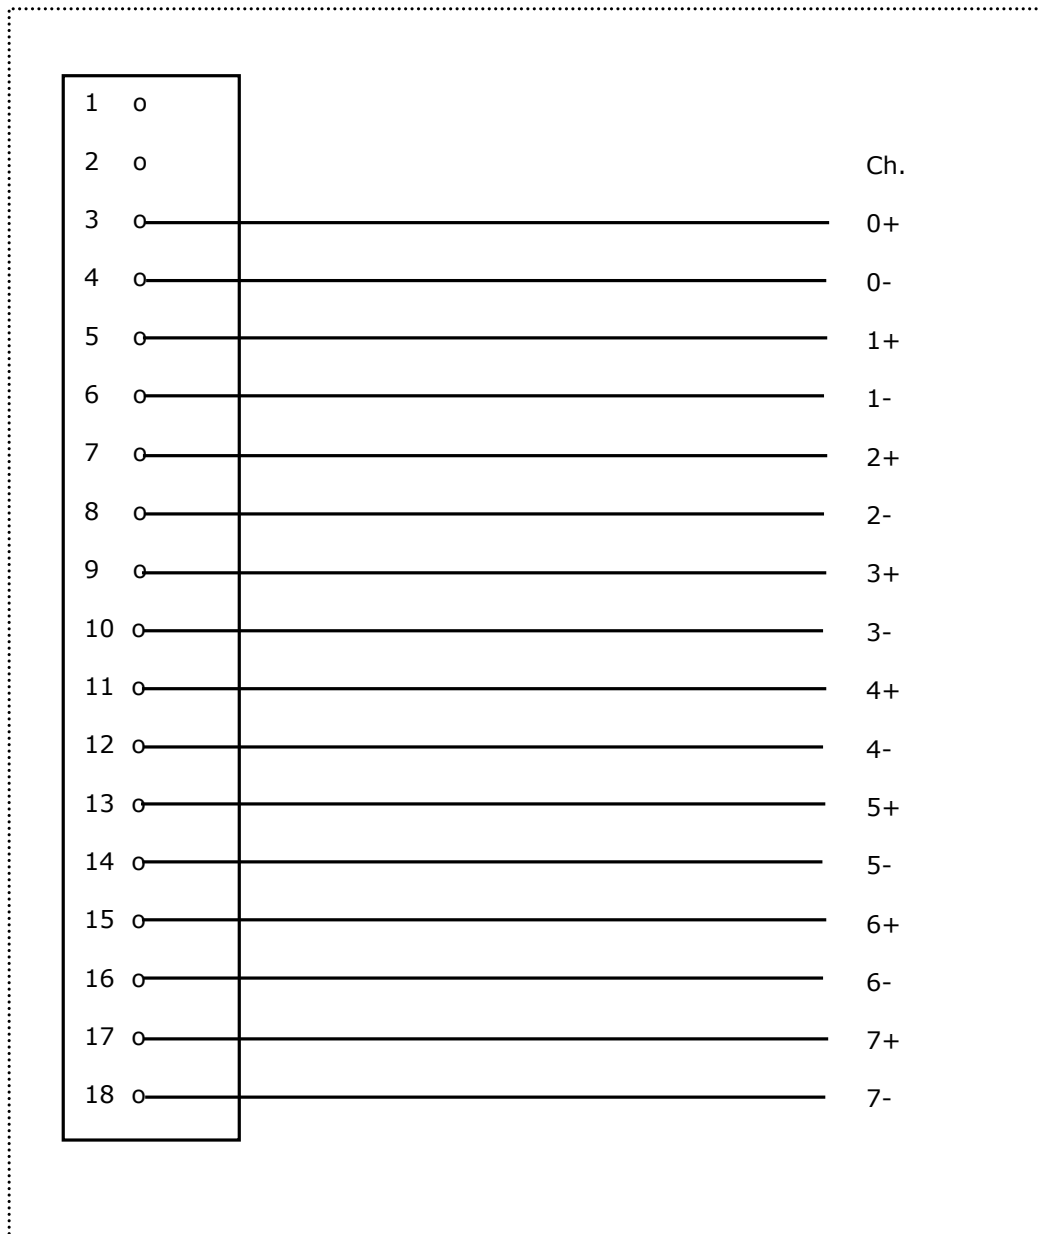 1 o
2 o Ch.
3 o 0+
4 o 0-
5 o 1+
6 o 1-
7 o 2+
8 o 2-
9 o 3+
10 o 3-
11 o 4+
12 o 4-
13 o 5+
14 o 5-
15 o 6+
16 o 6-
17 o 7+
18 o 7-